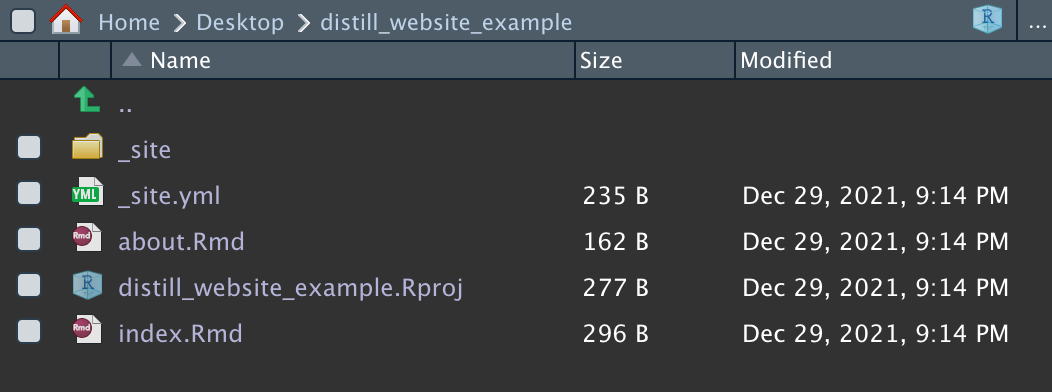 Home Desktop distill_website_example R ...
Name Size Modified
..
_site
YML _site.yml 235 B Dec 29, 2021, 9:14 PM
Rmd about.Rmd 162 B Dec 29, 2021, 9:14 PM
R distill_website_example.Rproj 277 B Dec 29, 2021, 9:14 PM
Rmd index.Rmd 296 B Dec 29, 2021, 9:14 PM